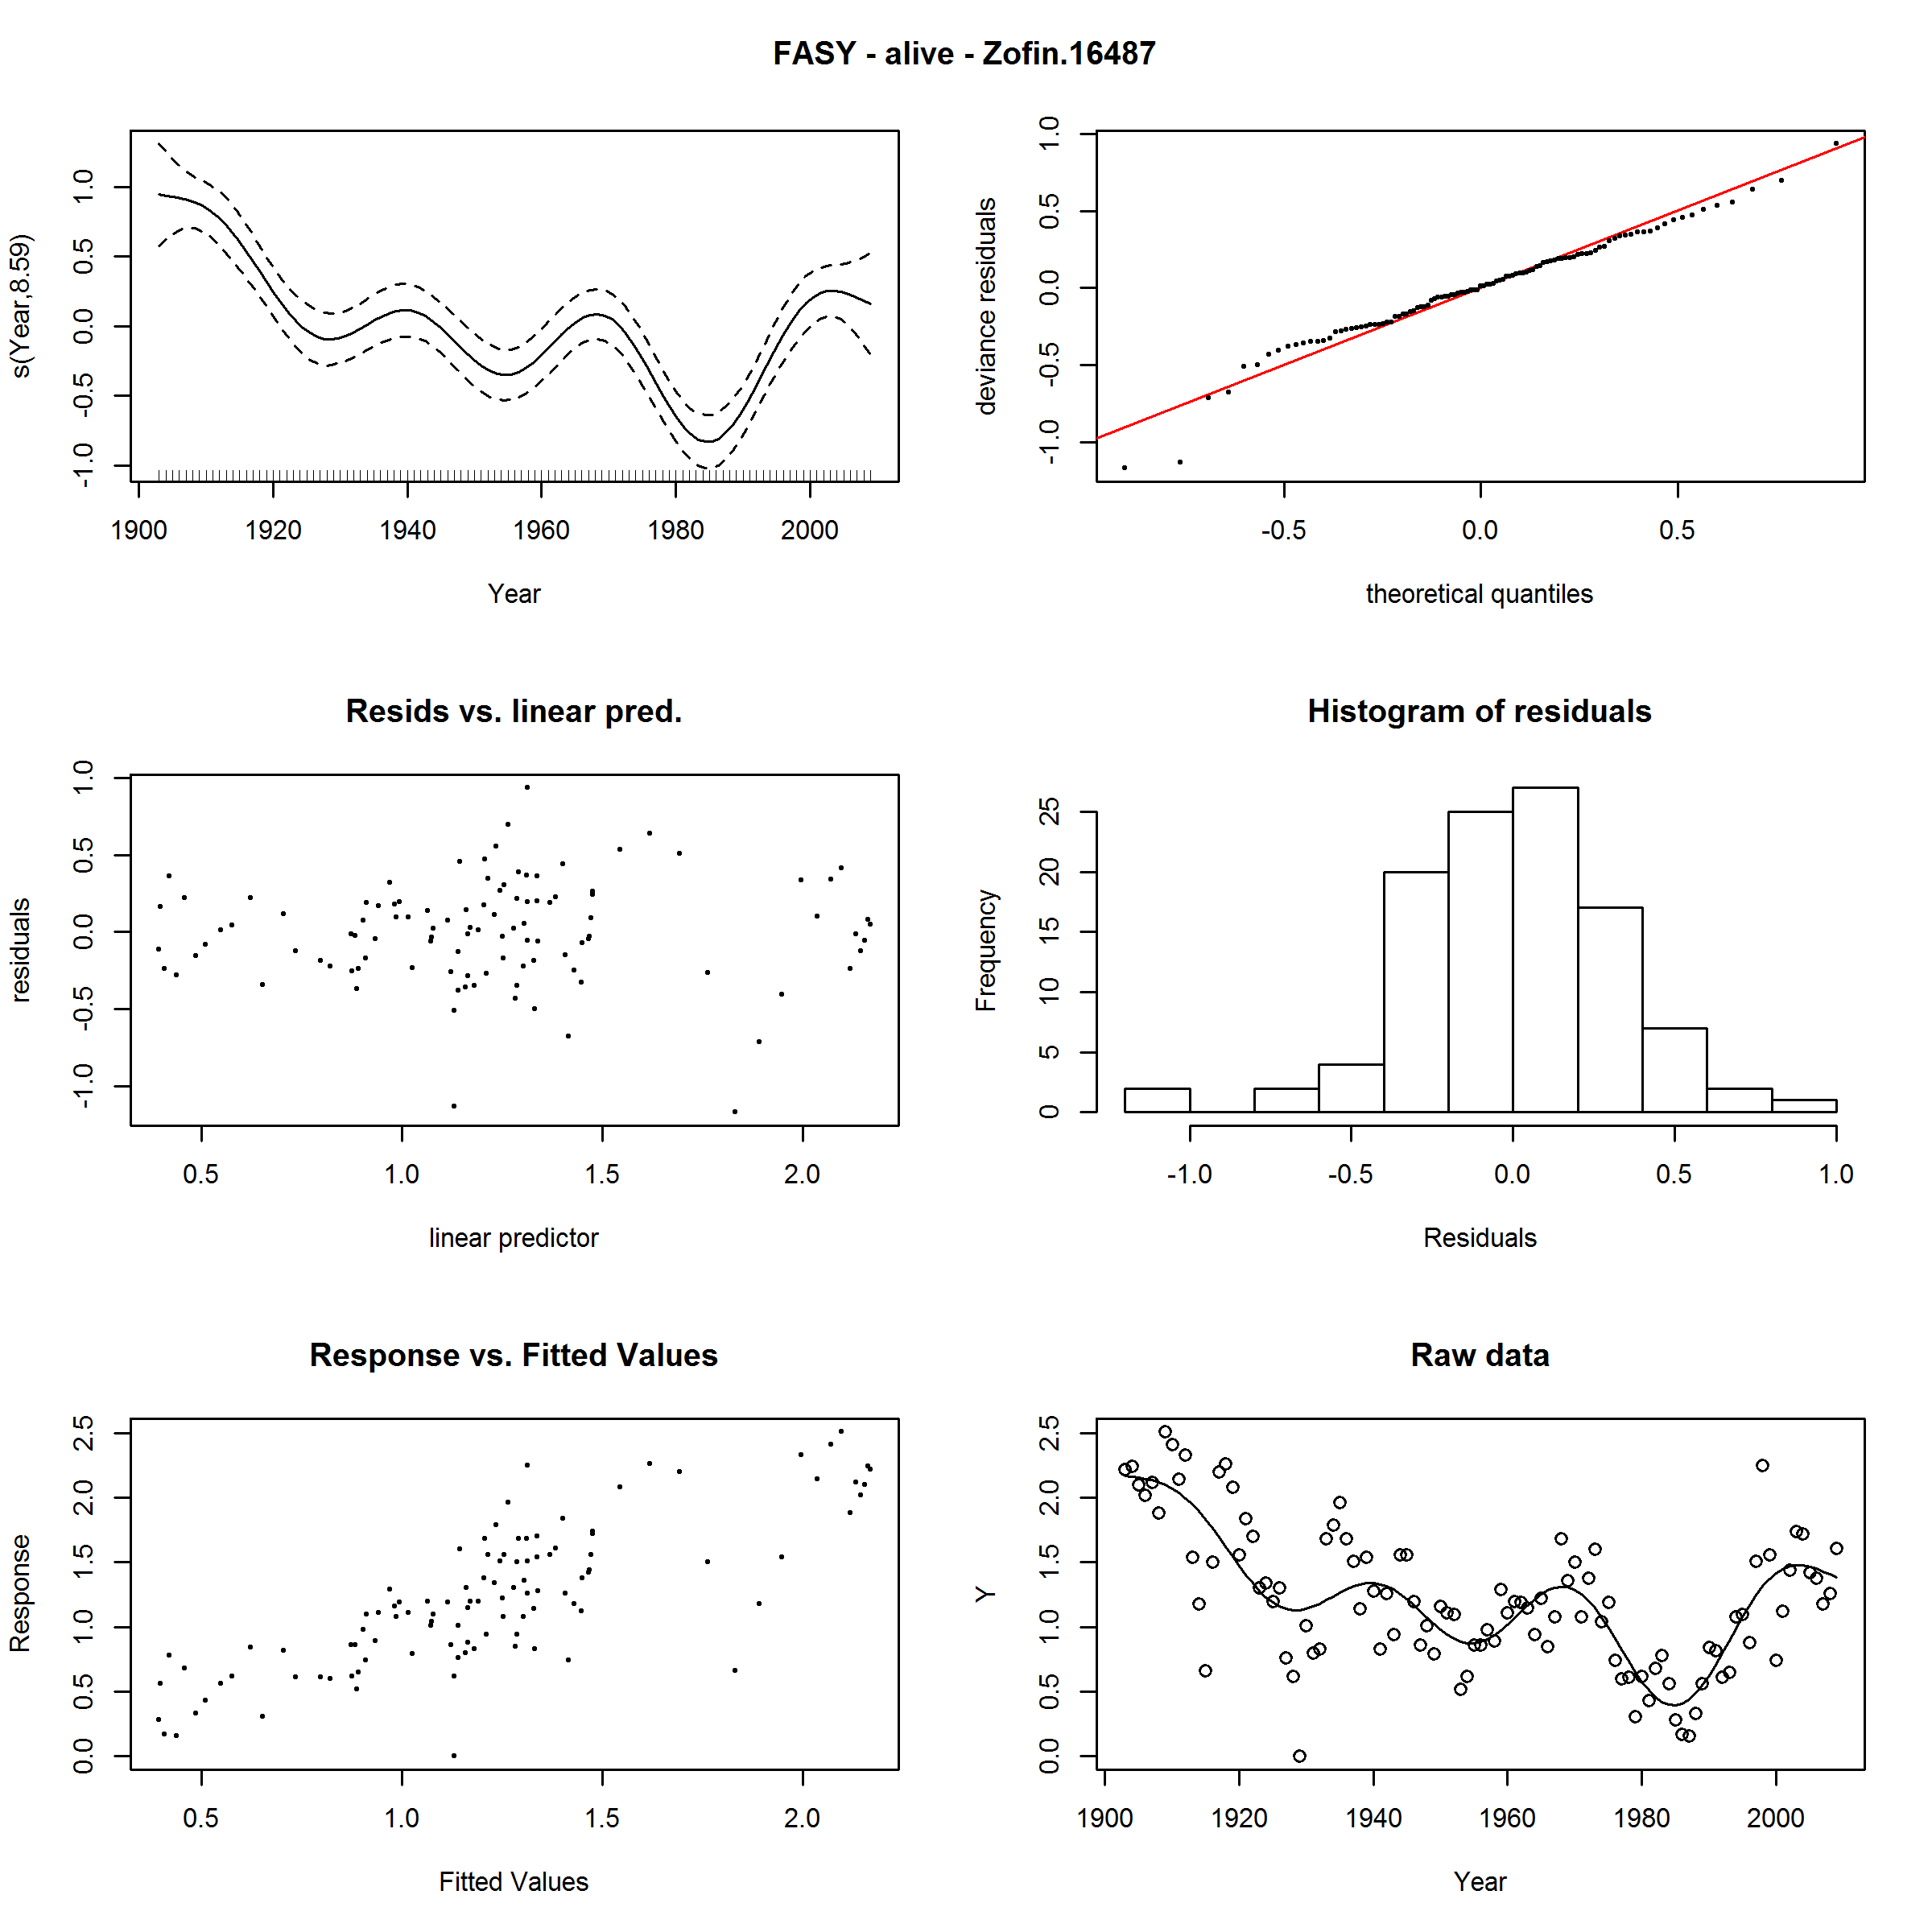 FASY - alive - Zofin.16487
s(Year,8.59)
-1.0 -0.5 0.0 0.5 1.0
1900 1920 1940 1960 1980 2000
Year
deviance residuals
-1.0 -0.5 0.0 0.5 1.0
-0.5 0.0 0.5
theoretical quantiles
Resids vs. linear pred.
residuals
-1.0 -0.5 0.0 0.5 1.0
0.5 1.0 1.5 2.0
linear predictor
Histogram of residuals
Frequency
0 5 10 15 20 25
-1.0 -0.5 0.0 0.5 1.0
Residuals
Response vs. Fitted Values
Response
0.0 0.5 1.0 1.5 2.0 2.5
0.5 1.0 1.5 2.0
Fitted Values
Raw data
Y
0.0 0.5 1.0 1.5 2.0 2.5
1900 1920 1940 1960 1980 2000
Year